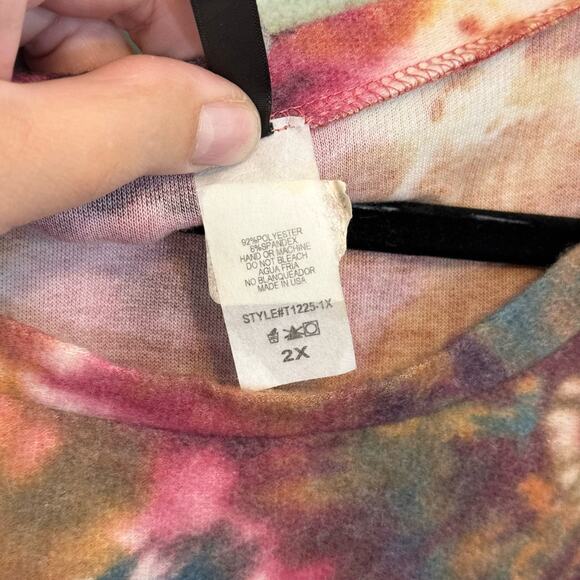 92%POLYESTER
8%SPANDEX
HAND OR MACHINE
DO NOT BLEACH
AGUA FRIA
NO BLANQUEADOR
MADE IN USA
STYLE#T1225-1X
2X